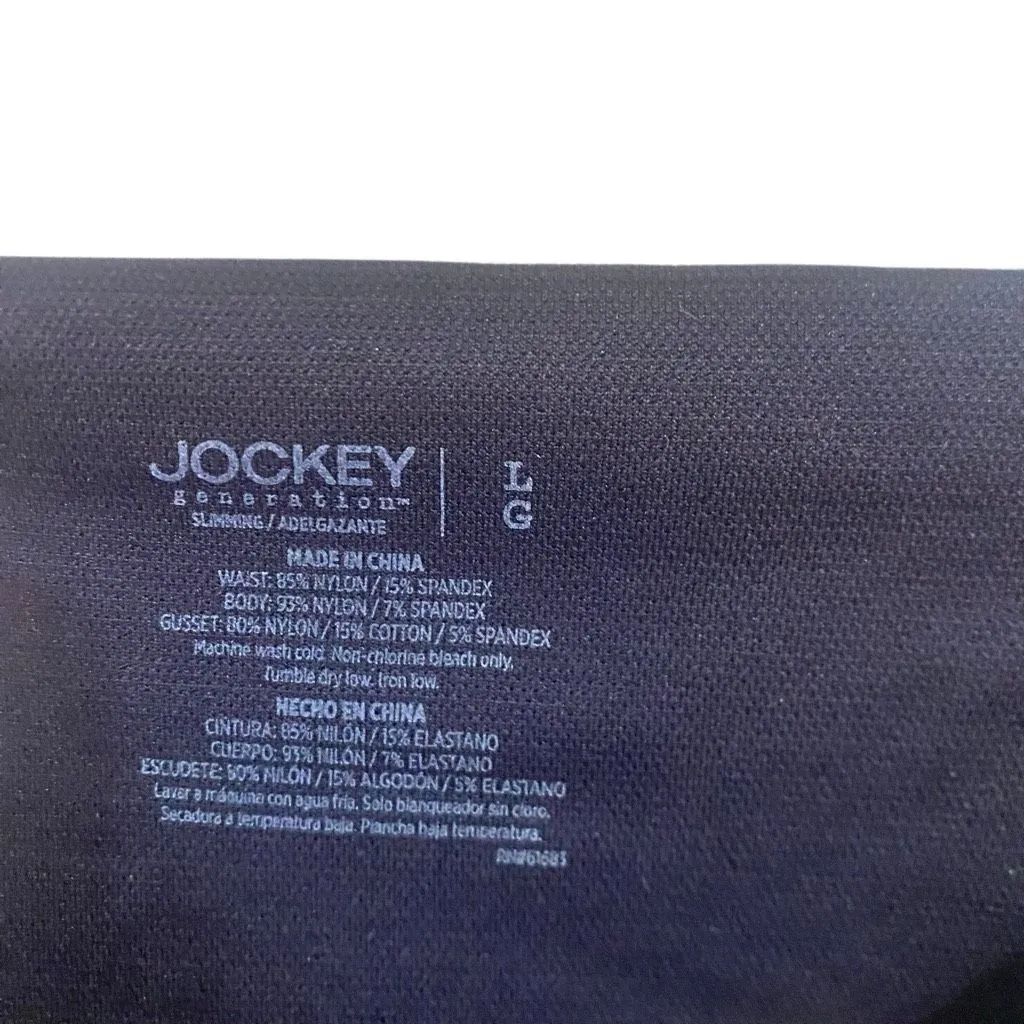 JOCKEY
generation™
SLIMMING / ADELGAZANTE
L
G
MADE IN CHINA
WAIST: 85% NYLON / 15% SPANDEX
BODY: 93% NYLON / 7% SPANDEX
GUSSET: 80% NYLON / 15% COTTON / 5% SPANDEX
Machine wash cold. Non-chlorine bleach only.
Tumble dry low. Iron low.
HECHO EN CHINA
CINTURA: 85% NILÓN / 15% ELASTANO
CUERPO: 93% NILÓN / 7% ELASTANO
ESCUDETE: 80% NILÓN / 15% ALGODÓN / 5% ELASTANO
Lavar a máquina con agua fría. Solo blanqueador sin cloro.
Secadora a temperatura baja. Plancha baja temperatura.
RN#61683